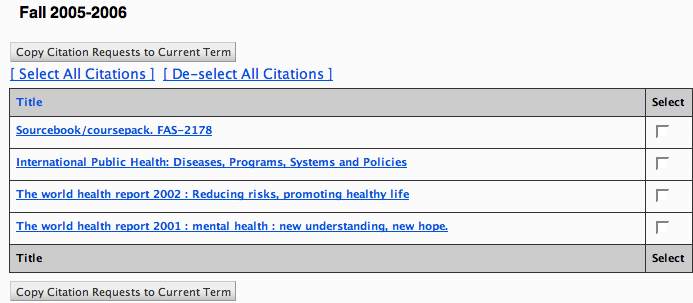 Fall 2005-2006
Copy Citation Requests to Current Term
[ Select All Citations ] [ De-select All Citations ]
Title Select
Sourcebook/coursepack. FAS-2178
International Public Health: Diseases, Programs, Systems and Policies
The world health report 2002 : Reducing risks, promoting healthy life
The world health report 2001 : mental health : new understanding, new hope.
Title Select
Copy Citation Requests to Current Term